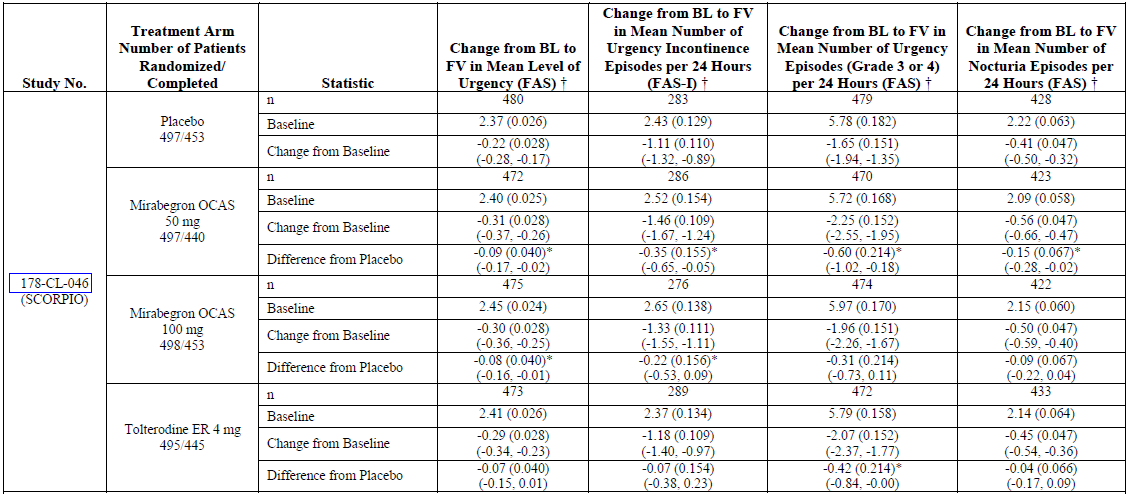 Study No.
Treatment Arm
Number of Patients
Randomized/
Completed
Statistic
Change from BL to
FV in Mean Level of
Urgency (FAS) †
Change from BL to FV
in Mean Number of
Urgency Incontinence
Episodes per 24 Hours
(FAS-I) †
Change from BL to FV in
Mean Number of Urgency
Episodes (Grade 3 or 4)
per 24 Hours (FAS) †
Change from BL to FV
in Mean Number of
Nocturia Episodes per
24 Hours (FAS) †
178-CL-046
(SCORPIO)
Placebo
497/453
n
480
283
479
428
Baseline
2.37 (0.026)
2.43 (0.129)
5.78 (0.182)
2.22 (0.063)
Change from Baseline
-0.22 (0.028)
(-0.28, -0.17)
-1.11 (0.110)
(-1.32, -0.89)
-1.65 (0.151)
(-1.94, -1.35)
-0.41 (0.047)
(-0.50, -0.32)
Mirabegron OCAS
50 mg
497/440
n
472
286
470
423
Baseline
2.40 (0.025)
2.52 (0.154)
5.72 (0.168)
2.09 (0.058)
Change from Baseline
-0.31 (0.028)
(-0.37, -0.26)
-1.46 (0.109)
(-1.67, -1.24)
-2.25 (0.152)
(-2.55, -1.95)
-0.56 (0.047)
(-0.66, -0.47)
Difference from Placebo
-0.09 (0.040)*
(-0.17, -0.02)
-0.35 (0.155)*
(-0.65, -0.05)
-0.60 (0.214)*
(-1.02, -0.18)
-0.15 (0.067)*
(-0.28, -0.02)
Mirabegron OCAS
100 mg
498/453
n
475
276
474
422
Baseline
2.45 (0.024)
2.65 (0.138)
5.97 (0.170)
2.15 (0.060)
Change from Baseline
-0.30 (0.028)
(-0.36, -0.25)
-1.33 (0.111)
(-1.55, -1.11)
-1.96 (0.151)
(-2.26, -1.67)
-0.50 (0.047)
(-0.59, -0.40)
Difference from Placebo
-0.08 (0.040)*
(-0.16, -0.01)
-0.22 (0.156)*
(-0.53, 0.09)
-0.31 (0.214)
(-0.73, 0.11)
-0.09 (0.067)
(-0.22, 0.04)
Tolterodine ER 4 mg
495/445
n
473
289
472
433
Baseline
2.41 (0.026)
2.37 (0.134)
5.79 (0.158)
2.14 (0.064)
Change from Baseline
-0.29 (0.028)
(-0.34, -0.23)
-1.18 (0.109)
(-1.40, -0.97)
-2.07 (0.152)
(-2.37, -1.77)
-0.45 (0.047)
(-0.54, -0.36)
Difference from Placebo
-0.07 (0.040)
(-0.15, 0.01)
-0.07 (0.154)
(-0.38, 0.23)
-0.42 (0.214)*
(-0.84, -0.00)
-0.04 (0.066)
(-0.17, 0.09)